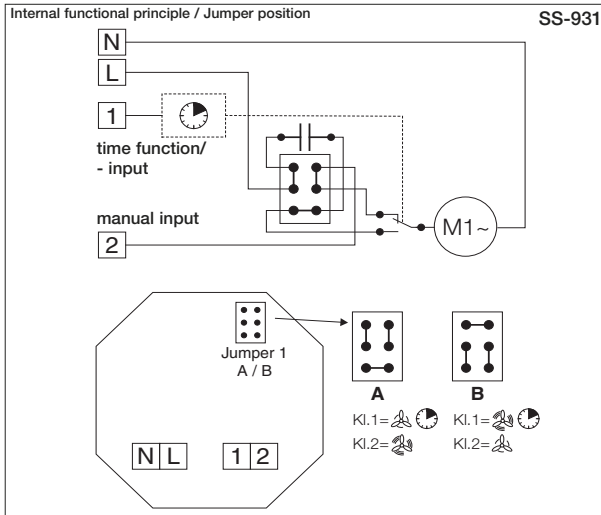 Internal functional principle / Jumper position
SS-931
N
L
1
time function/
- input
manual input
2
M1~
Jumper 1
A / B
N L
1 2
A
B
Kl.1=
Kl.2=
Kl.1=
Kl.2=